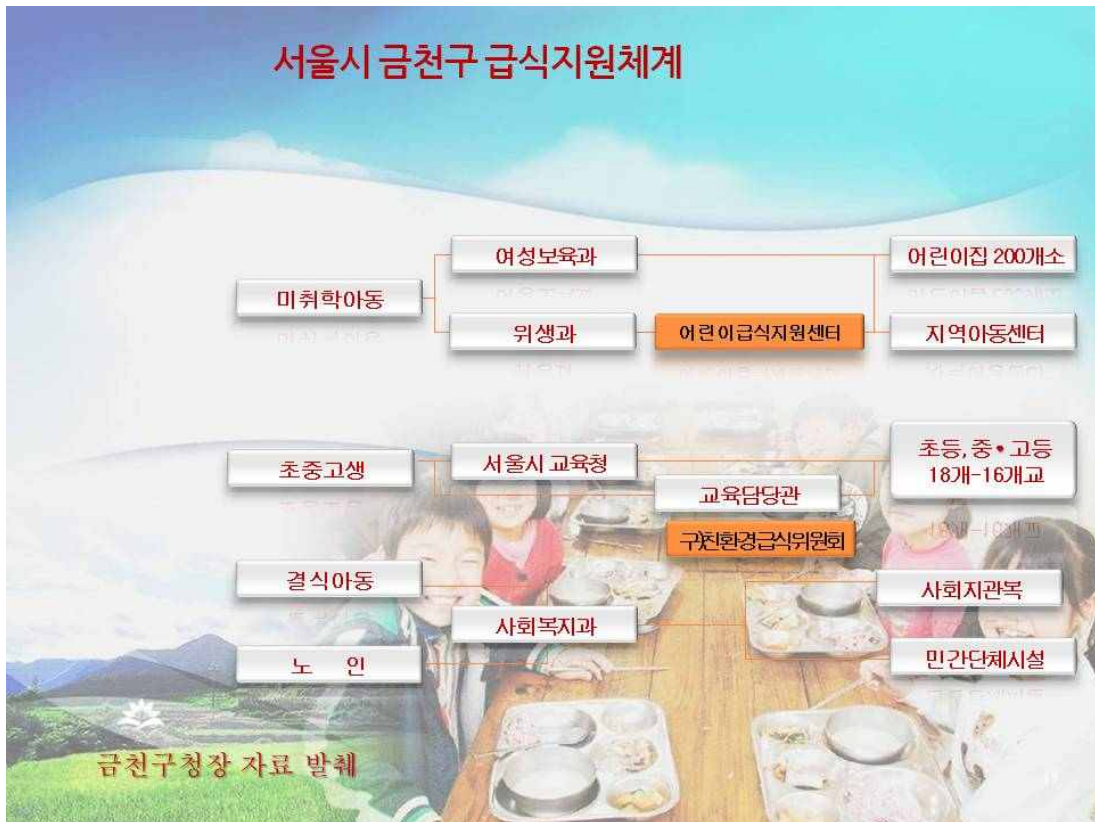 서울시 금천구 급식지원체계
여성보육과
어린이집 200개소
미취학아동
위생과
어린이급식지원센터
지역아동센터
초중고생
서울시 교육청
초등, 중•고등
18개-16개교
교육담당관
구)친환경급식위원회
결식아동
사회복지과
사회지관복
노 인
민간단체시설
금천구청장 자료 발췌